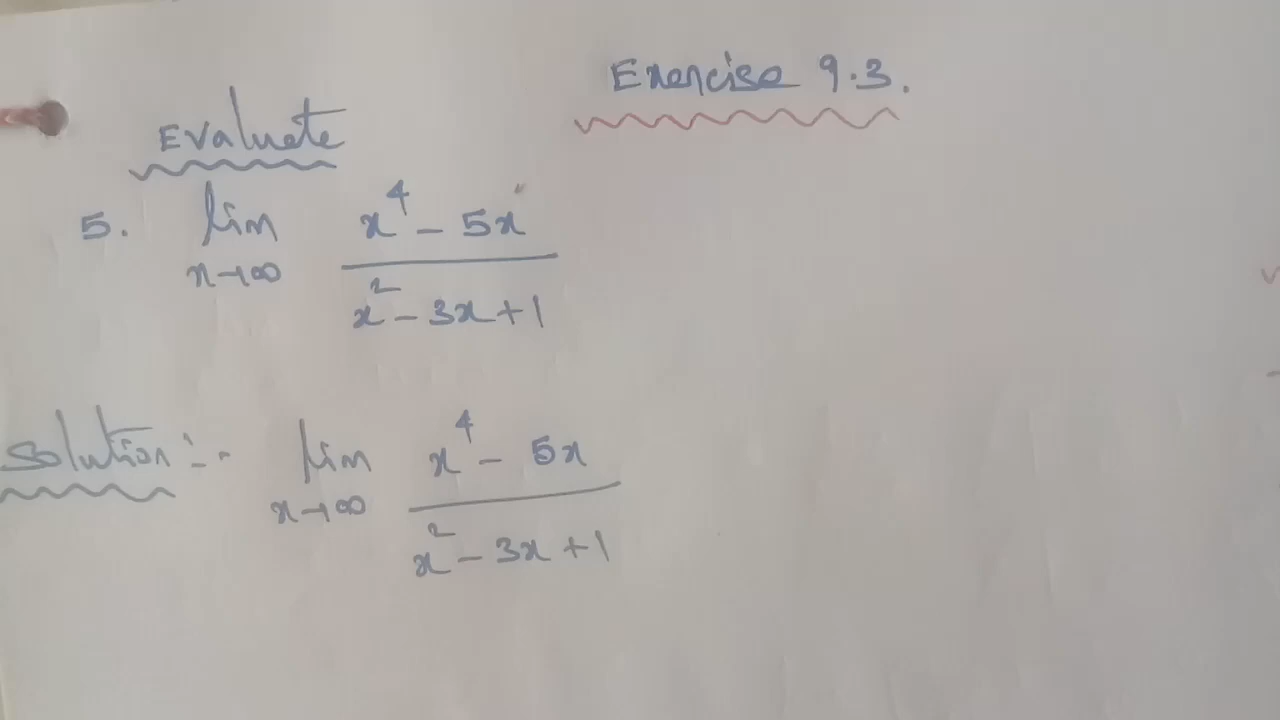 Exercise 9.3.
Evaluate
5. lim x→∞ (x⁴ - 5x) / (x² - 3x + 1)
Solution:- lim x→∞ (x⁴ - 5x) / (x² - 3x + 1)